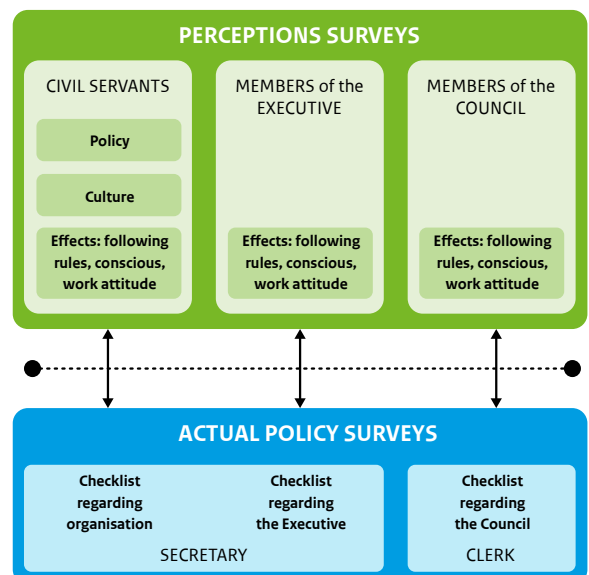 PERCEPTIONS SURVEYS
CIVIL SERVANTS
Policy
Culture
Effects: following
rules, conscious,
work attitude
MEMBERS of the
EXECUTIVE
Effects: following
rules, conscious,
work attitude
MEMBERS of the
COUNCIL
Effects: following
rules, conscious,
work attitude
ACTUAL POLICY SURVEYS
Checklist
regarding
organisation
Checklist
regarding
the Executive
SECRETARY
Checklist
regarding
the Council
CLERK